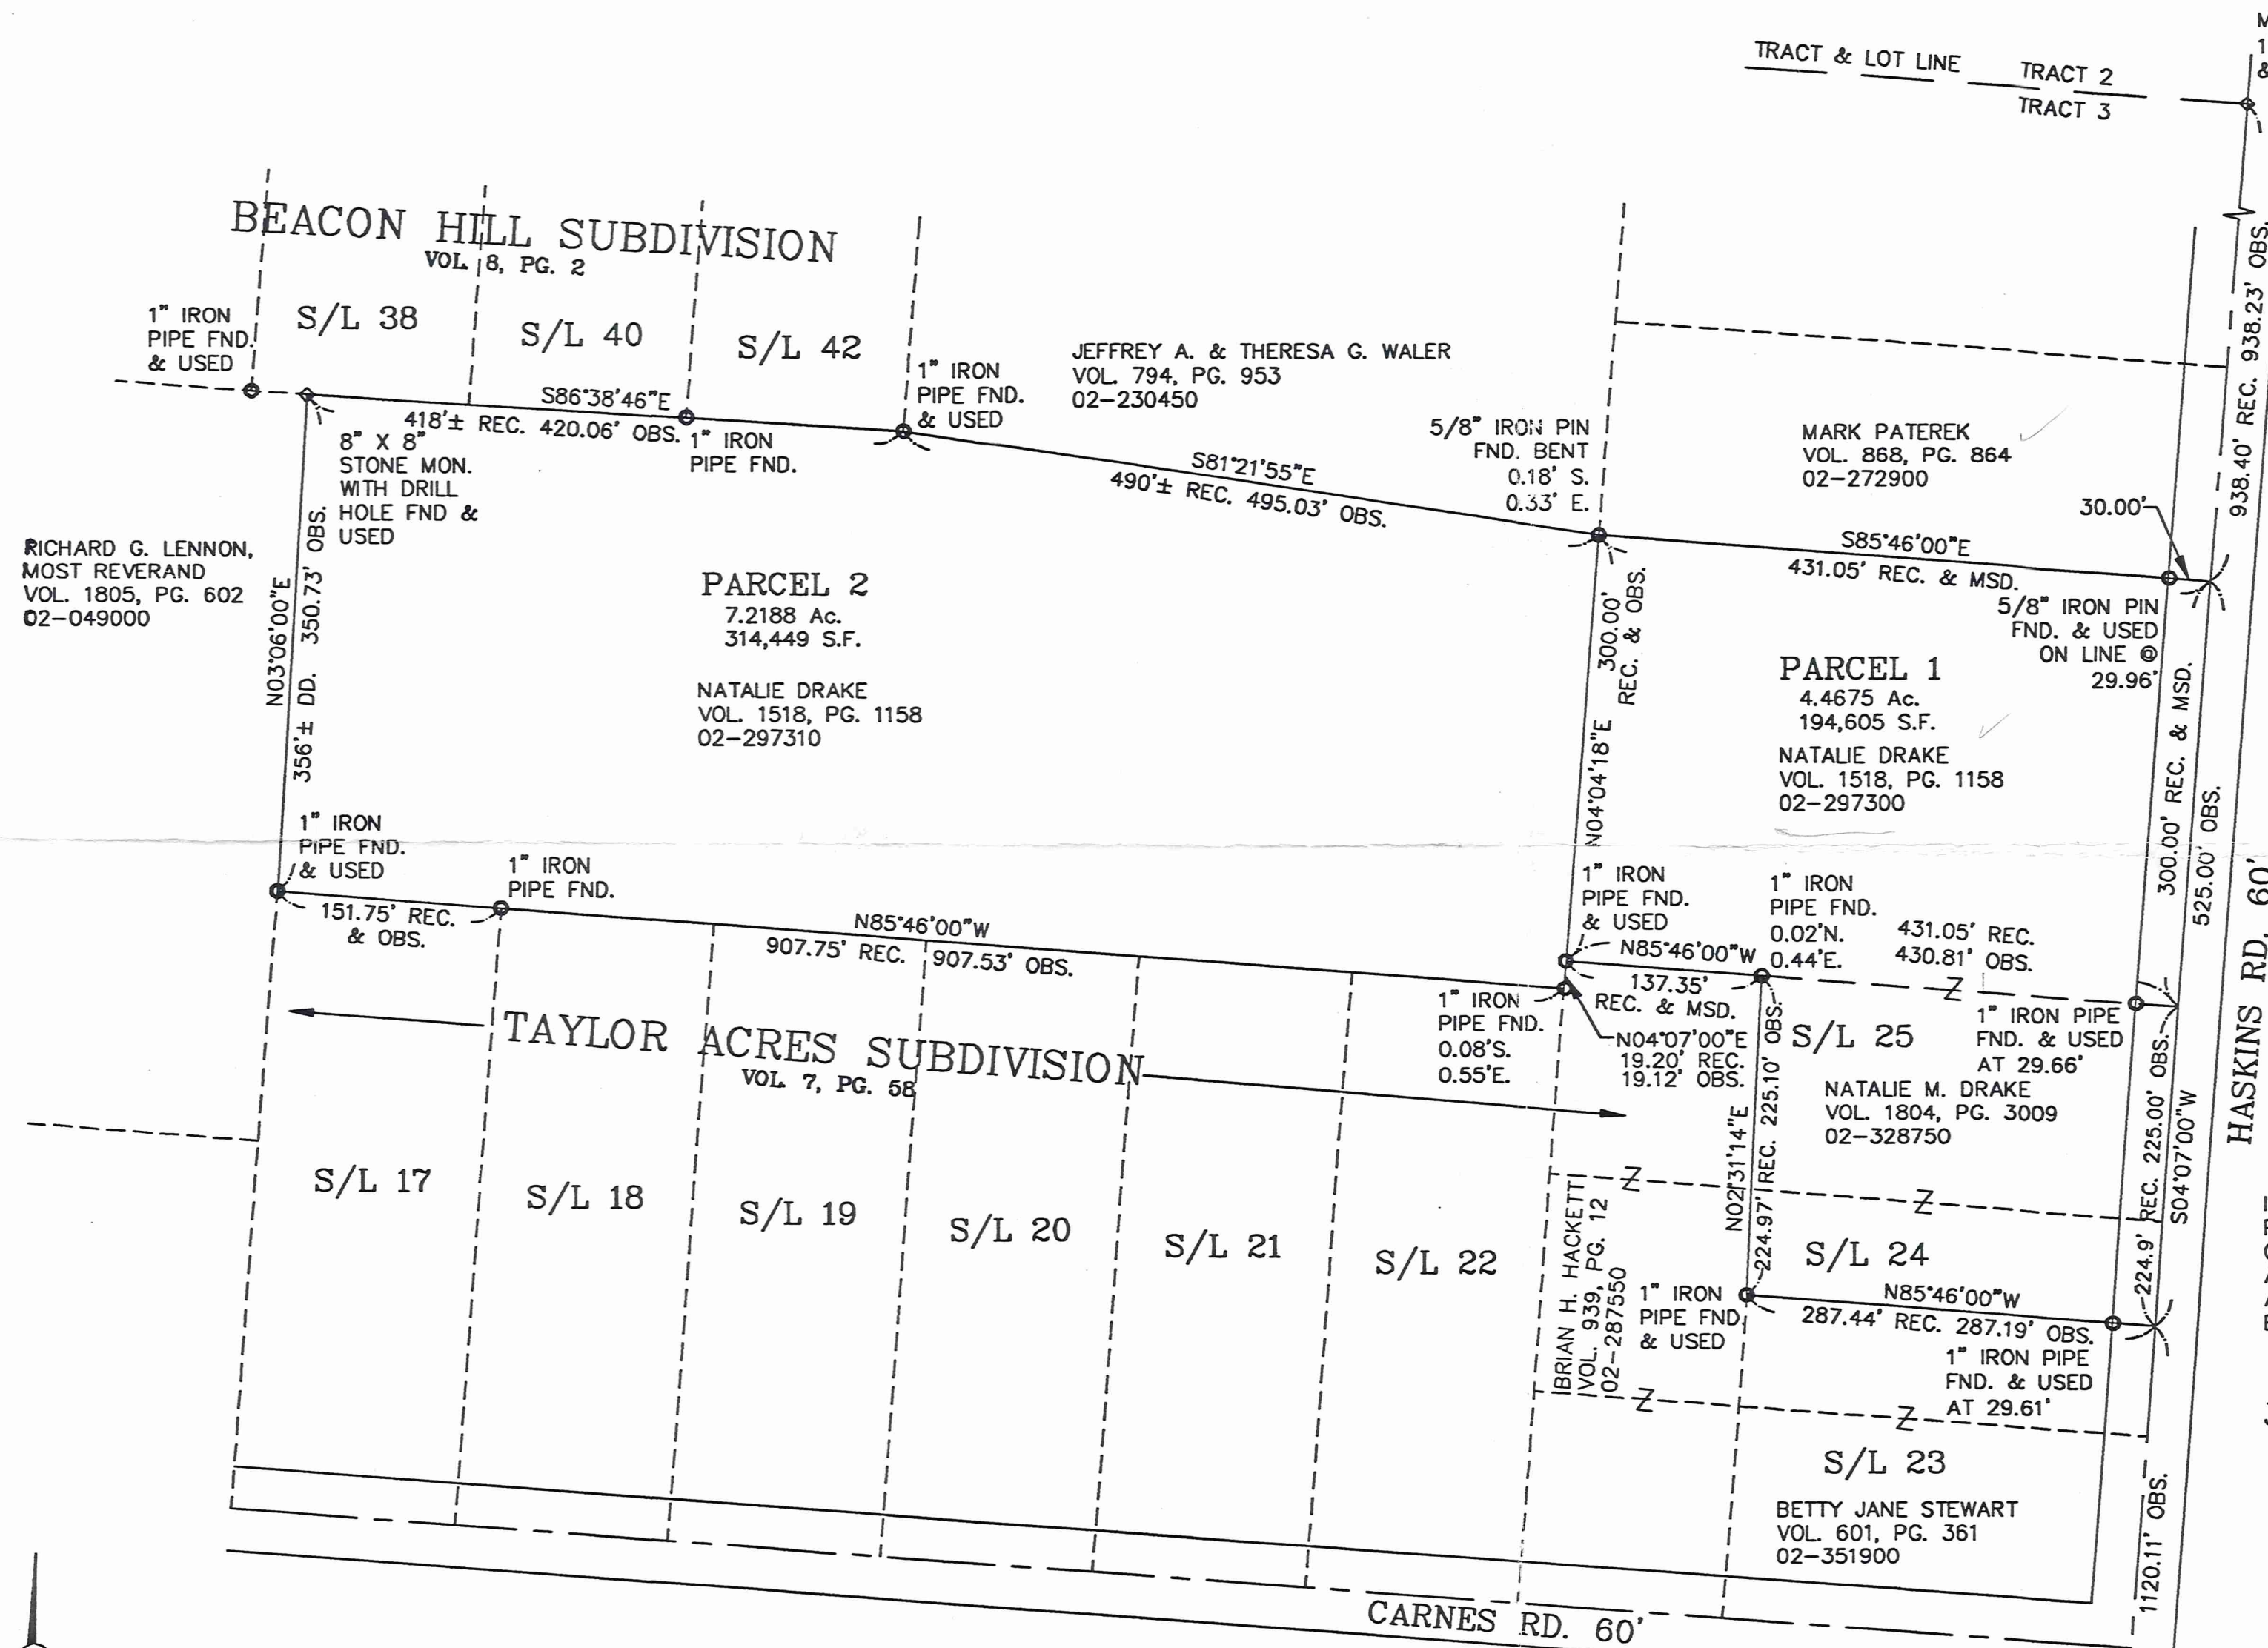 TRACT & LOT LINE
TRACT 2
TRACT 3
BEACON HILL SUBDIVISION
VOL. 8, PG. 2
S/L 38
S/L 40
S/L 42
1" IRON
PIPE FND.
& USED
S86°38'46"E
418'± REC. 420.06' OBS.
8" X 8"
STONE MON.
WITH DRILL
HOLE FND &
USED
1" IRON
PIPE FND.
1" IRON
PIPE FND.
& USED
JEFFREY A. & THERESA G. WALER
VOL. 794, PG. 953
02-230450
S81°21'55"E
490'± REC. 495.03' OBS.
5/8" IRON PIN
FND. BENT
0.18' S.
0.33' E.
MARK PATEREK
VOL. 868, PG. 864
02-272900
30.00'
938.40' REC. 938.23' OBS.
S85°46'00"E
431.05' REC. & MSD.
5/8" IRON PIN
FND. & USED
ON LINE @
29.96'
RICHARD G. LENNON,
MOST REVERAND
VOL. 1805, PG. 602
02-049000
N03°06'00"E
356'± DD. 350.73' OBS.
PARCEL 2
7.2188 Ac.
314,449 S.F.
NATALIE DRAKE
VOL. 1518, PG. 1158
02-297310
N04°04'18"E
300.00'
REC. & OBS.
PARCEL 1
4.4675 Ac.
194,605 S.F.
NATALIE DRAKE
VOL. 1518, PG. 1158
02-297300
300.00' REC. & MSD.
525.00' OBS.
HASKINS RD. 60'
1" IRON
PIPE FND.
& USED
151.75' REC.
& OBS.
1" IRON
PIPE FND.
N85°46'00"W
907.75' REC. 907.53' OBS.
1" IRON
PIPE FND.
& USED
N85°46'00"W
137.35'
REC. & MSD.
1" IRON
PIPE FND.
0.02'N.
0.44'E.
431.05' REC.
430.81' OBS.
Z
1" IRON
PIPE FND.
0.08'S.
0.55'E.
N04°07'00"E
19.20' REC.
19.12' OBS.
S/L 25
1" IRON PIPE
FND. & USED
AT 29.66'
NATALIE M. DRAKE
VOL. 1804, PG. 3009
02-328750
TAYLOR ACRES SUBDIVISION
VOL. 7, PG. 58
S/L 17
S/L 18
S/L 19
S/L 20
S/L 21
S/L 22
BRIAN H. HACKETT
VOL. 939, PG. 12
02-287550
N02°31'14"E
224.97' REC. 225.10' OBS.
Z
Z
S/L 24
224.9' REC. 225.00' OBS.
S04°07'00"W
N85°46'00"W
287.44' REC. 287.19' OBS.
1" IRON
PIPE FND.
& USED
1" IRON PIPE
FND. & USED
AT 29.61'
Z
Z
S/L 23
BETTY JANE STEWART
VOL. 601, PG. 361
02-351900
1120.11' OBS.
CARNES RD. 60'